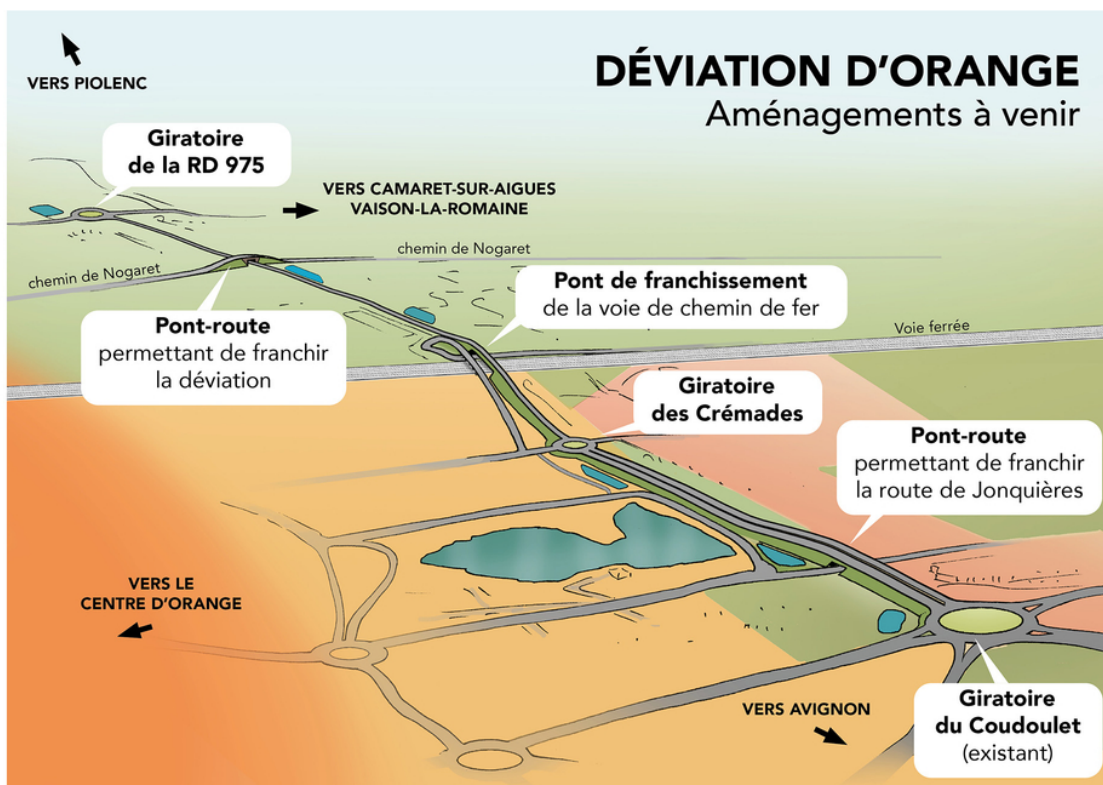 VERS PIOLENC
DÉVIATION D'ORANGE
Aménagements à venir
Giratoire
de la RD 975
VERS CAMARET-SUR-AIGUES
VAISON-LA-ROMAINE
chemin de Nogaret
chemin de Nogaret
Pont de franchissement
de la voie de chemin de fer
Pont-route
permettant de franchir
la déviation
Voie ferrée
Giratoire
des Crémades
Pont-route
permettant de franchir
la route de Jonquières
VERS LE
CENTRE D'ORANGE
VERS AVIGNON
Giratoire
du Coudoulet
(existant)